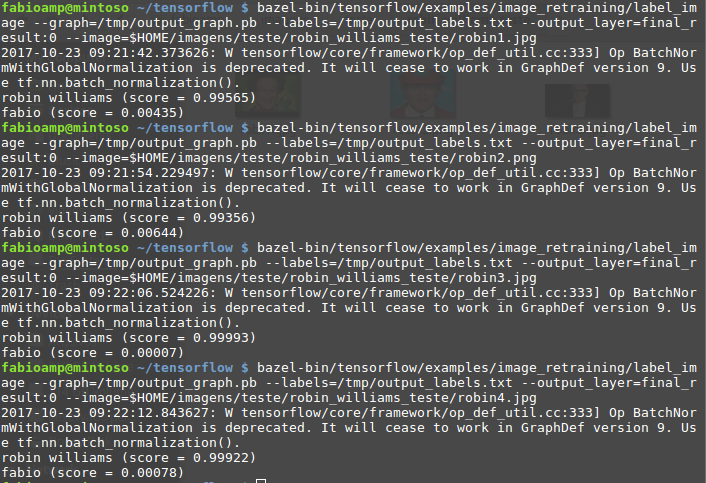 fabioamp@mintoso ~/tensorflow $ bazel-bin/tensorflow/examples/image_retraining/label_im
age --graph=/tmp/output_graph.pb --labels=/tmp/output_labels.txt --output_layer=final_r
esult:0 --image=$HOME/imagens/teste/robin_williams_teste/robin1.jpg
2017-10-23 09:21:42.373626: W tensorflow/core/framework/op_def_util.cc:333] Op BatchNor
mWithGlobalNormalization is deprecated. It will cease to work in GraphDef version 9. Us
e tf.nn.batch_normalization().
robin williams (score = 0.99565)
fabio (score = 0.00435)
fabioamp@mintoso ~/tensorflow $ bazel-bin/tensorflow/examples/image_retraining/label_im
age --graph=/tmp/output_graph.pb --labels=/tmp/output_labels.txt --output_layer=final_r
esult:0 --image=$HOME/imagens/teste/robin_williams_teste/robin2.png
2017-10-23 09:21:54.229497: W tensorflow/core/framework/op_def_util.cc:333] Op BatchNor
mWithGlobalNormalization is deprecated. It will cease to work in GraphDef version 9. Us
e tf.nn.batch_normalization().
robin williams (score = 0.99356)
fabio (score = 0.00644)
fabioamp@mintoso ~/tensorflow $ bazel-bin/tensorflow/examples/image_retraining/label_im
age --graph=/tmp/output_graph.pb --labels=/tmp/output_labels.txt --output_layer=final_r
esult:0 --image=$HOME/imagens/teste/robin_williams_teste/robin3.jpg
2017-10-23 09:22:06.524226: W tensorflow/core/framework/op_def_util.cc:333] Op BatchNor
mWithGlobalNormalization is deprecated. It will cease to work in GraphDef version 9. Us
e tf.nn.batch_normalization().
robin williams (score = 0.99993)
fabio (score = 0.00007)
fabioamp@mintoso ~/tensorflow $ bazel-bin/tensorflow/examples/image_retraining/label_im
age --graph=/tmp/output_graph.pb --labels=/tmp/output_labels.txt --output_layer=final_r
esult:0 --image=$HOME/imagens/teste/robin_williams_teste/robin4.jpg
2017-10-23 09:22:12.843627: W tensorflow/core/framework/op_def_util.cc:333] Op BatchNor
mWithGlobalNormalization is deprecated. It will cease to work in GraphDef version 9. Us
e tf.nn.batch_normalization().
robin williams (score = 0.99922)
fabio (score = 0.00078)